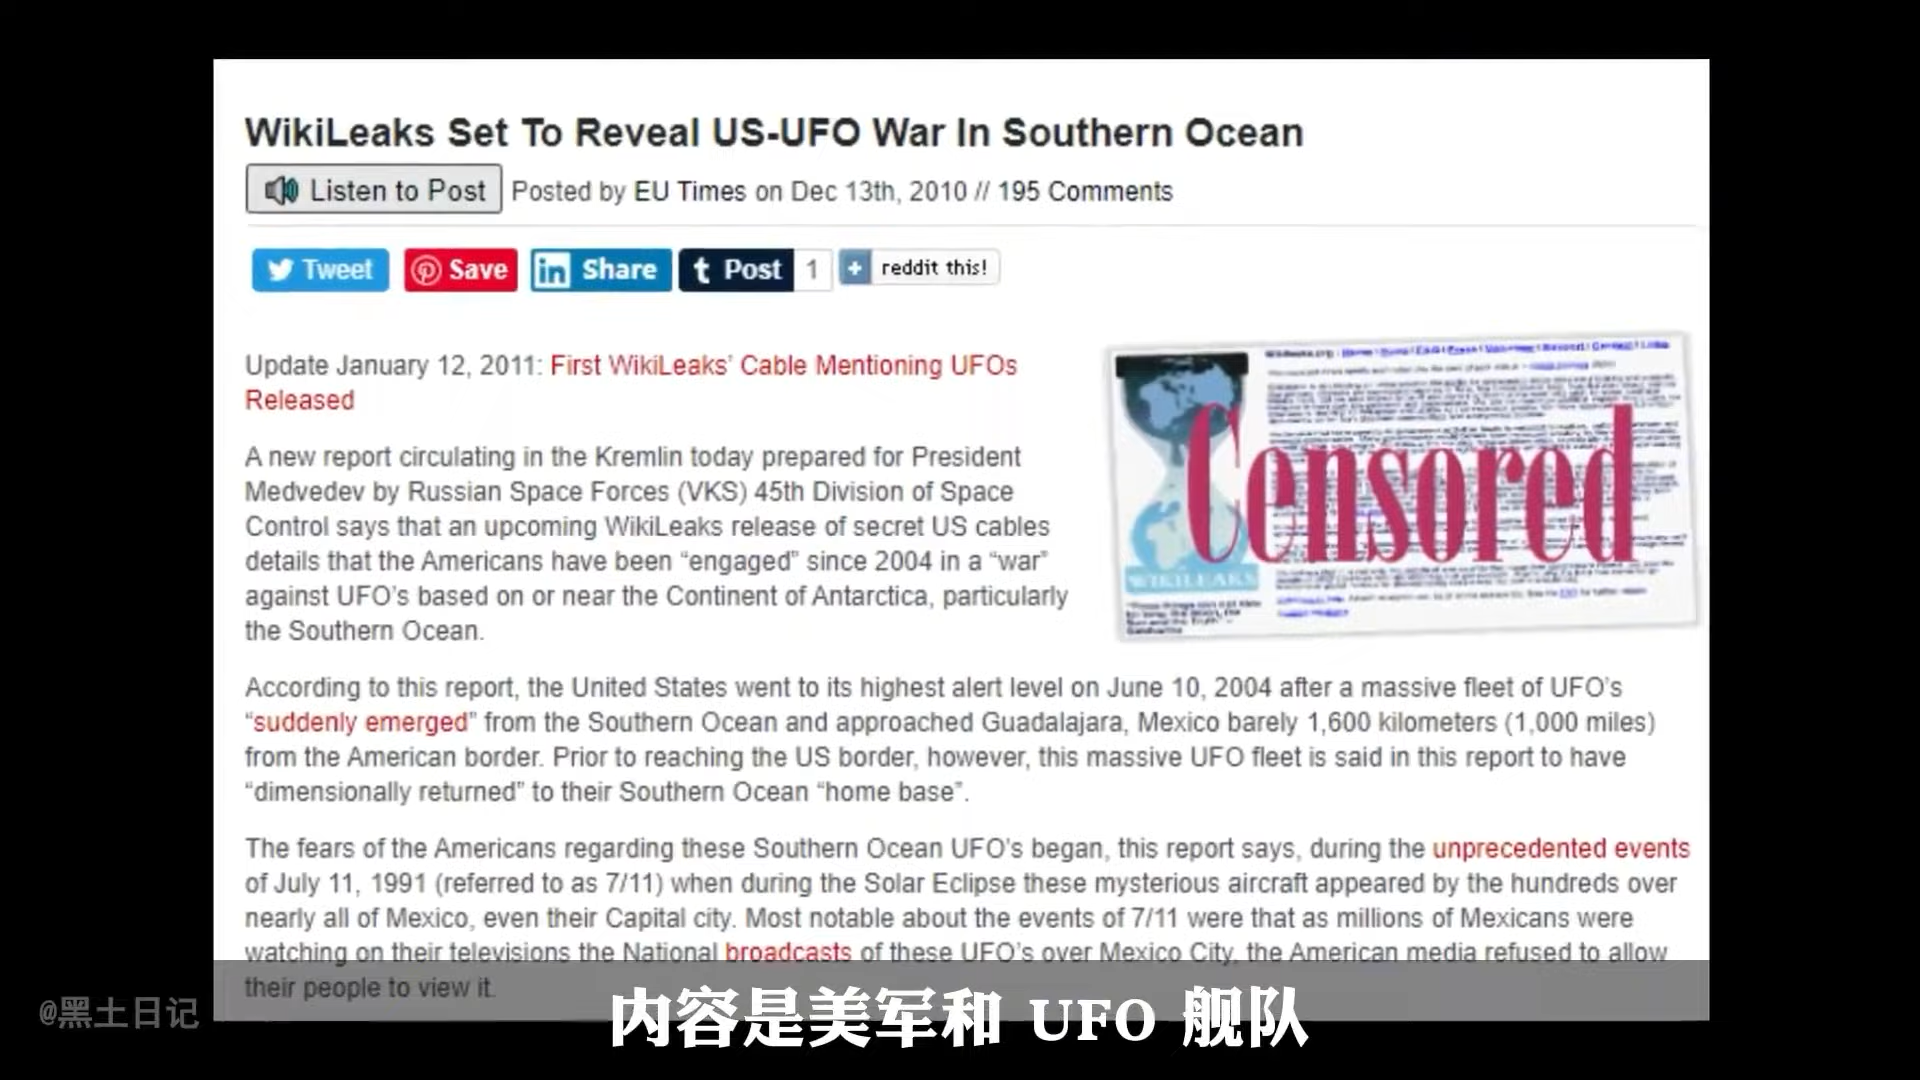 WikiLeaks Set To Reveal US-UFO War In Southern Ocean
Listen to Post Posted by EU Times on Dec 13th, 2010 // 195 Comments
Tweet Save in Share t Post 1 + reddit this!
Update January 12, 2011: First WikiLeaks’ Cable Mentioning UFOs
Released
A new report circulating in the Kremlin today prepared for President
Medvedev by Russian Space Forces (VKS) 45th Division of Space
Control says that an upcoming WikiLeaks release of secret US cables
details that the Americans have been “engaged” since 2004 in a “war”
against UFO’s based on or near the Continent of Antarctica, particularly
the Southern Ocean.
Censored
WIKILEAKS
According to this report, the United States went to its highest alert level on June 10, 2004 after a massive fleet of UFO’s
“suddenly emerged” from the Southern Ocean and approached Guadalajara, Mexico barely 1,600 kilometers (1,000 miles)
from the American border. Prior to reaching the US border, however, this massive UFO fleet is said in this report to have
“dimensionally returned” to their Southern Ocean “home base”.
The fears of the Americans regarding these Southern Ocean UFO’s began, this report says, during the unprecedented events
of July 11, 1991 (referred to as 7/11) when during the Solar Eclipse these mysterious aircraft appeared by the hundreds over
nearly all of Mexico, even their Capital city. Most notable about the events of 7/11 were that as millions of Mexicans were
watching on their televisions the National broadcasts of these UFO’s over Mexico City, the American media refused to allow
their people to view it.
@黑土日记
内容是美军和 UFO 舰队